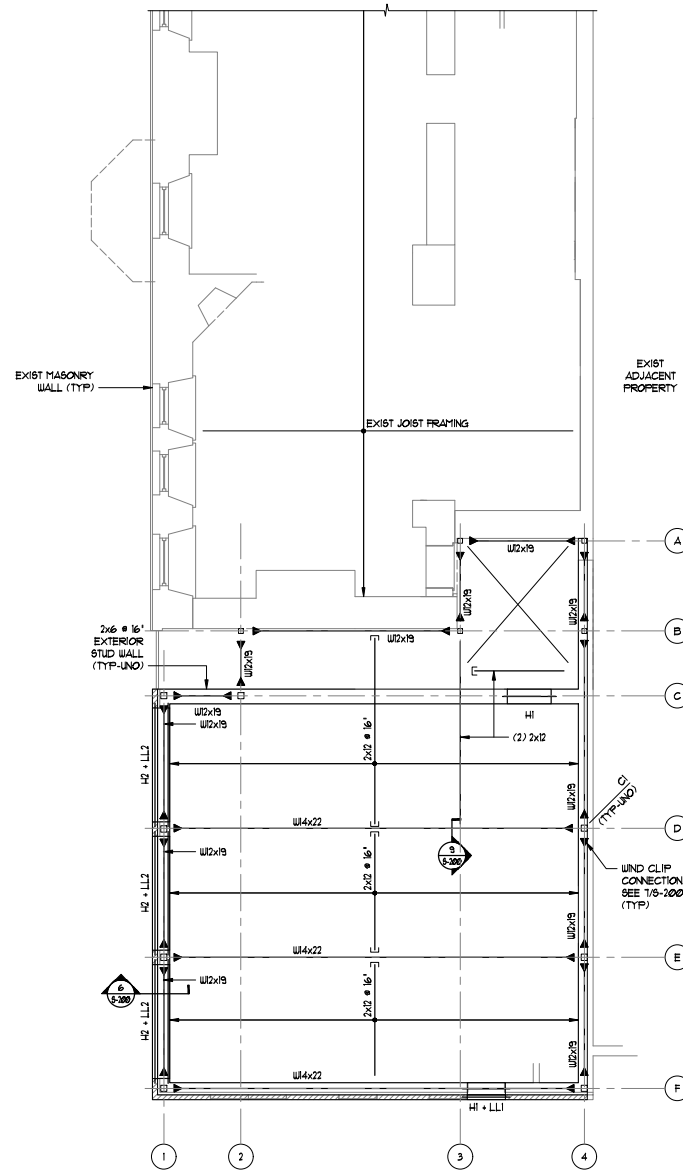 EXIST MASONRY
WALL (TYP)
EXIST
ADJACENT
PROPERTY
EXIST JOIST FRAMING
W12x19
A
W12x19
W12x19
B
W12x19
2x6 @ 16"
EXTERIOR
STUD WALL
(TYP-UNO)
W12x19
C
W12x19
W12x19
H1
(2) 2x12
H2 + LL2
2x12 @ 16"
W12x19
C1
(TYP-UNO)
W14x22
D
9
S-200
WIND CLIP
CONNECTION
SEE 7/S-200
(TYP)
H2 + LL2
W12x19
2x12 @ 16"
W12x19
W14x22
E
W12x19
6
S-200
H2 + LL2
2x12 @ 16"
W12x19
W14x22
F
H1 + LL1
1
2
3
4